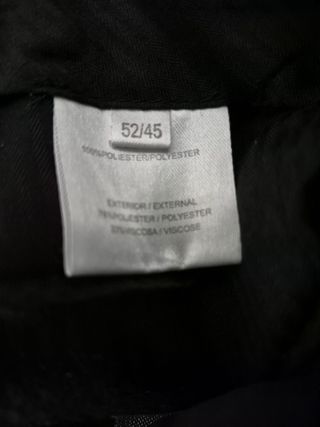 52/45
100%POLIESTER/POLYESTER
EXTERIOR / EXTERNAL
POLIESTER / POLYESTER
VISCOSA / VISCOSE